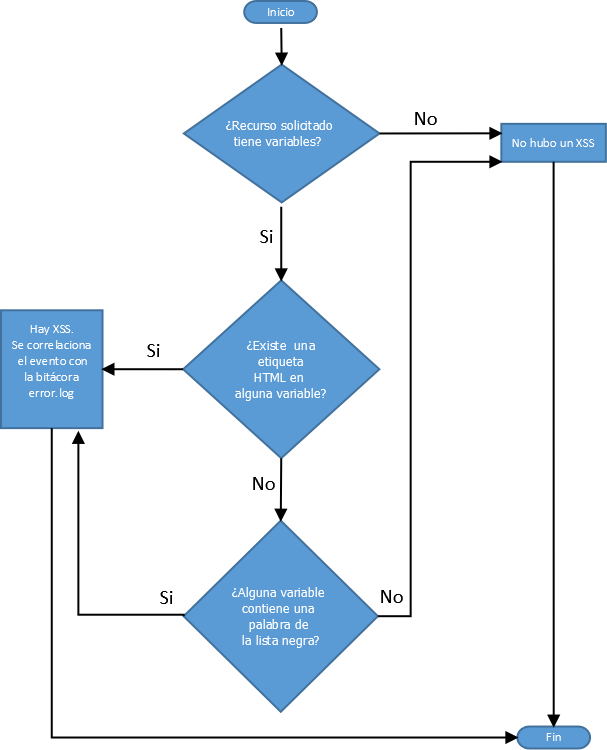 Inicio
¿Recurso solicitado
tiene variables?
No
No hubo un XSS
Si
¿Existe una
etiqueta
HTML en
alguna variable?
Si
Hay XSS.
Se correlaciona
el evento con
la bitácora
error.log
No
¿Alguna variable
contiene una
palabra de
la lista negra?
Si
No
Fin